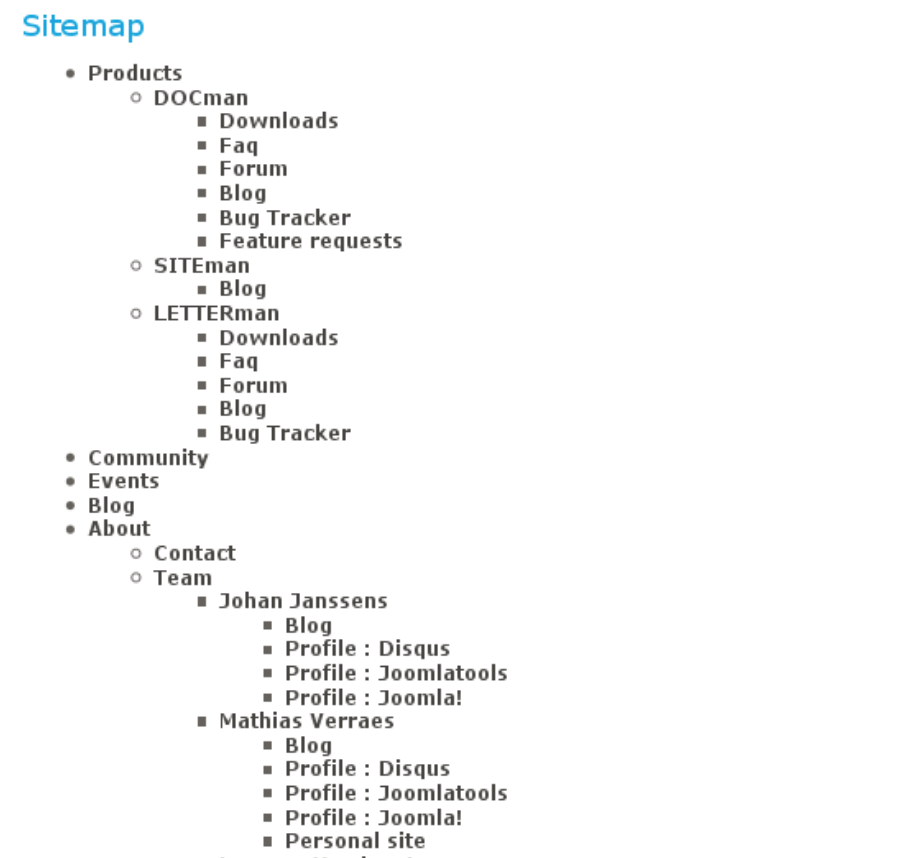 Sitemap
Products
DOCman
Downloads
Faq
Forum
Blog
Bug Tracker
Feature requests
SITEman
Blog
LETTERman
Downloads
Faq
Forum
Blog
Bug Tracker
Community
Events
Blog
About
Contact
Team
Johan Janssens
Blog
Profile : Disqus
Profile : Joomlatools
Profile : Joomla!
Mathias Verraes
Blog
Profile : Disqus
Profile : Joomlatools
Profile : Joomla!
Personal site